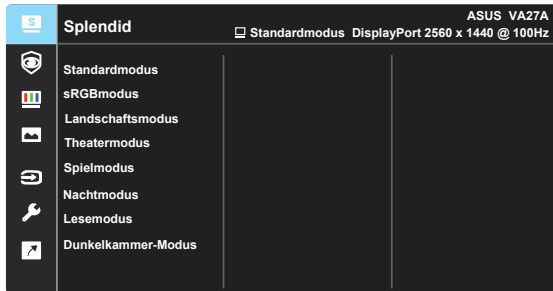 S
Splendid
ASUS VA27A
Standardmodus DisplayPort 2560 x 1440 @ 100Hz
Standardmodus
sRGBmodus
Landschaftsmodus
Theatermodus
Spielmodus
Nachtmodus
Lesemodus
Dunkelkammer-Modus